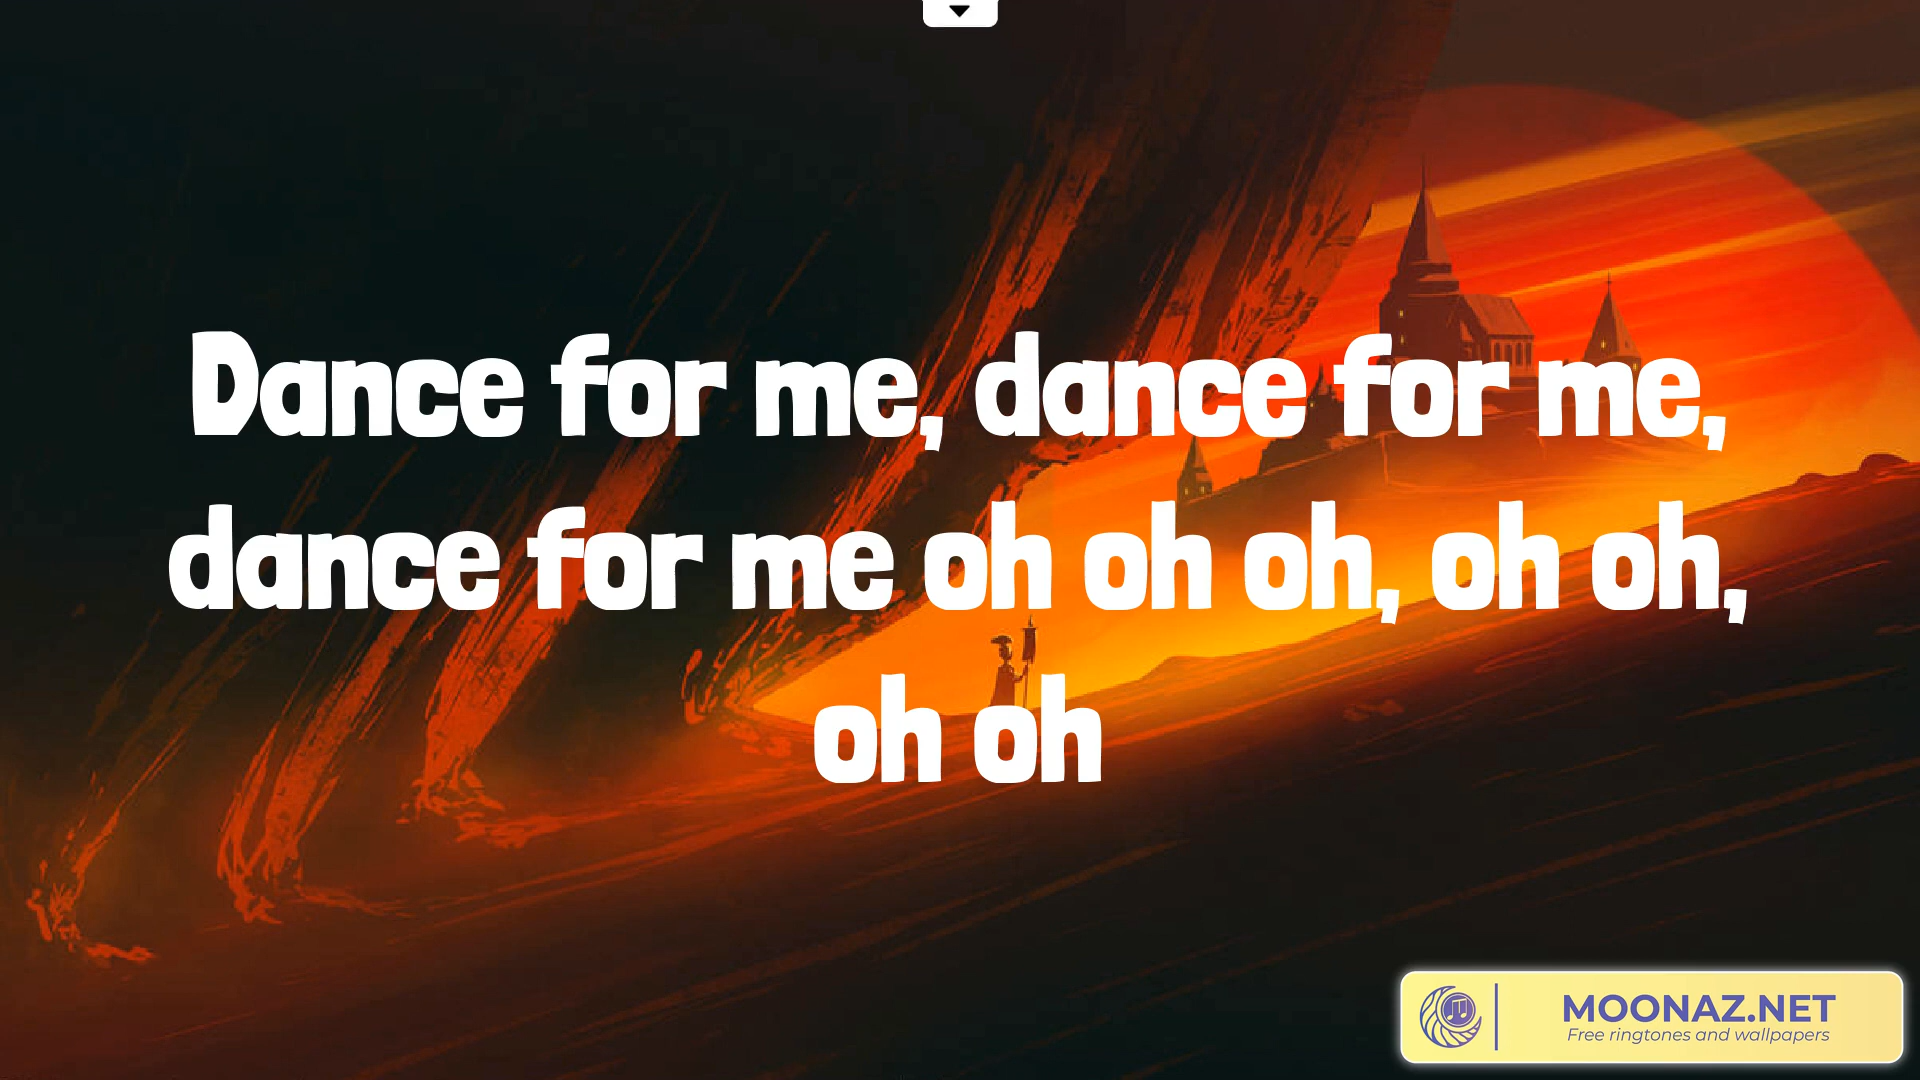 Dance for me, dance for me,
dance for me oh oh oh, oh oh,
oh oh
MOONAZ.NET
Free ringtones and wallpapers